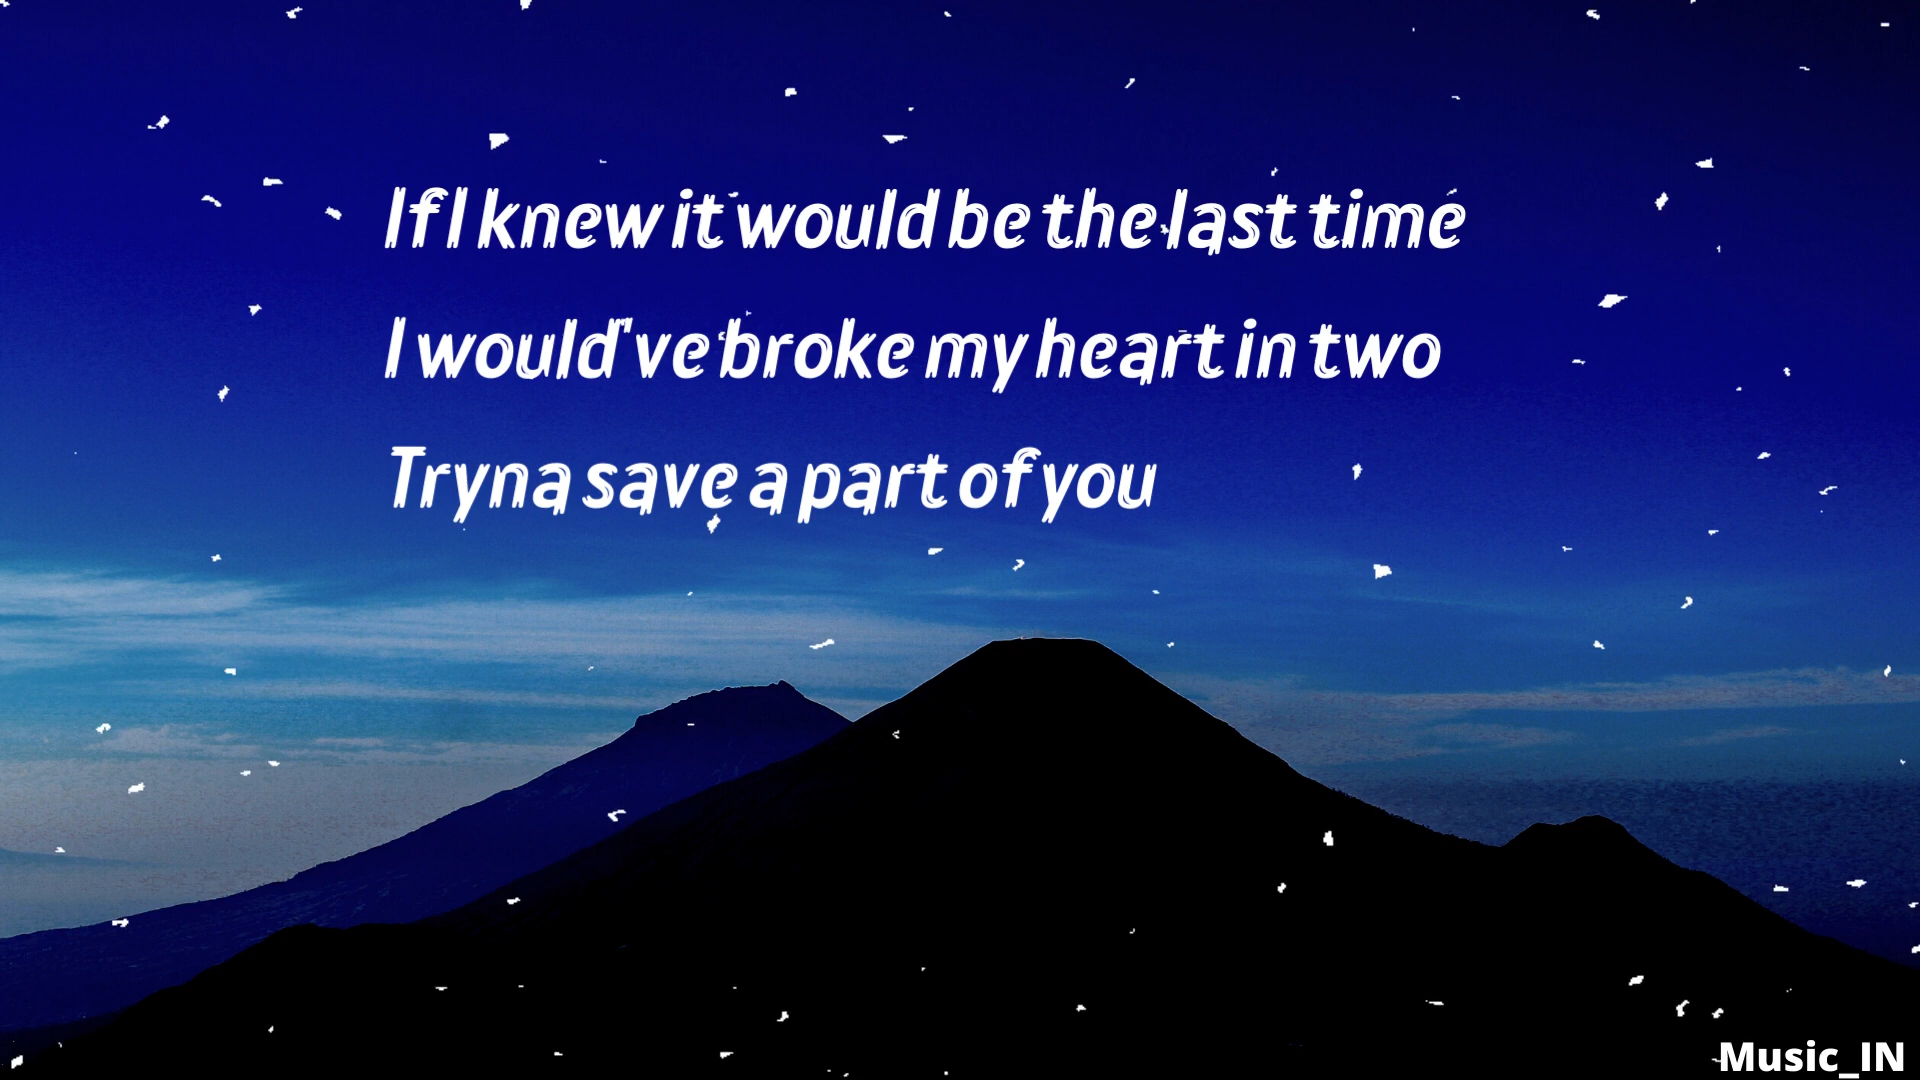 If I knew it would be the last time
I would've broke my heart in two
Tryna save a part of you
Music_IN